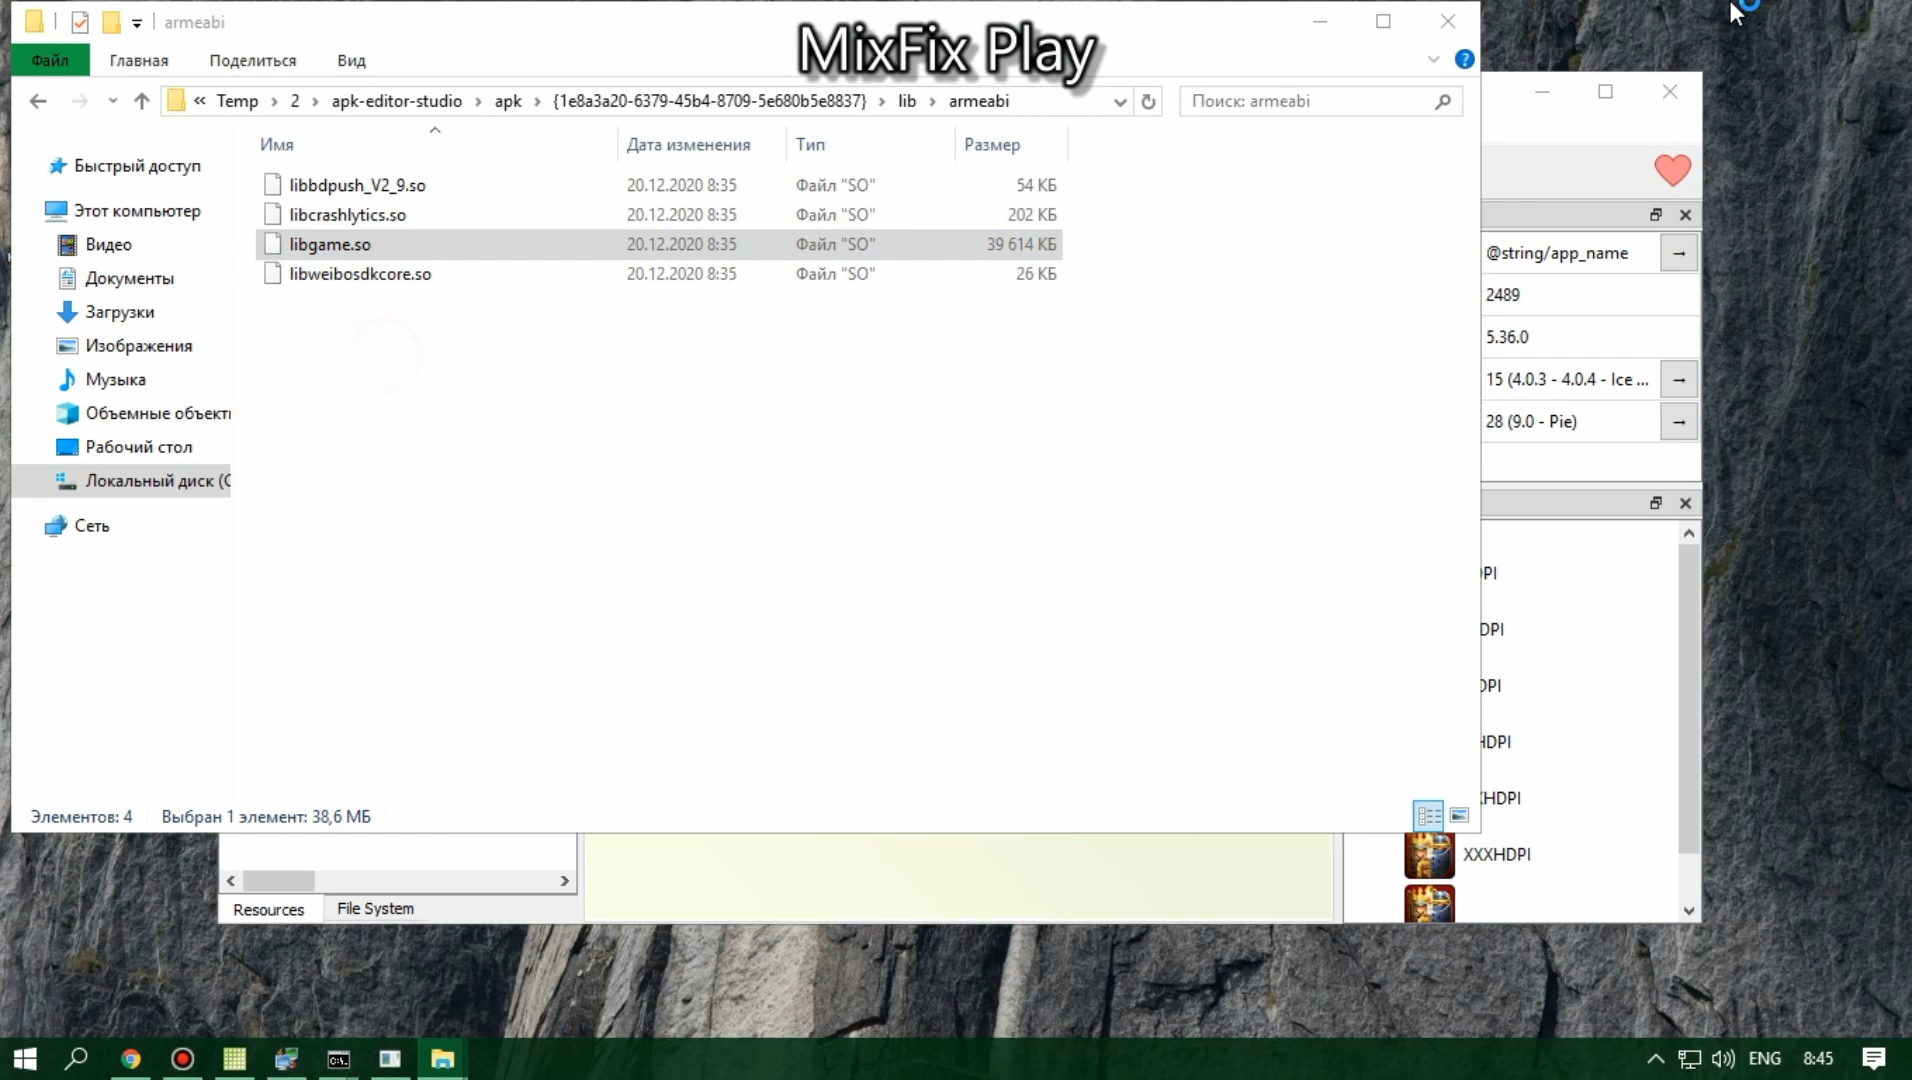 armeabi
MixFix Play
Файл Главная Поделиться Вид
« Temp › 2 › apk-editor-studio › apk › {1e8a3a20-6379-45b4-8709-5e680b5e8837} › lib › armeabi
Поиск: armeabi
Имя Дата изменения Тип Размер
libbdpush_V2_9.so 20.12.2020 8:35 Файл "SO" 54 КБ
libcrashlytics.so 20.12.2020 8:35 Файл "SO" 202 КБ
libgame.so 20.12.2020 8:35 Файл "SO" 39 614 КБ
libweibosdkcore.so 20.12.2020 8:35 Файл "SO" 26 КБ
Быстрый доступ
Этот компьютер
Видео
Документы
Загрузки
Изображения
Музыка
Объемные объект
Рабочий стол
Локальный диск (C
Сеть
Элементов: 4 Выбран 1 элемент: 38,6 МБ
@string/app_name
2489
5.36.0
15 (4.0.3 - 4.0.4 - Ice ...
28 (9.0 - Pie)
DPI
HDPI
XXXHDPI
Resources File System
ENG 8:45